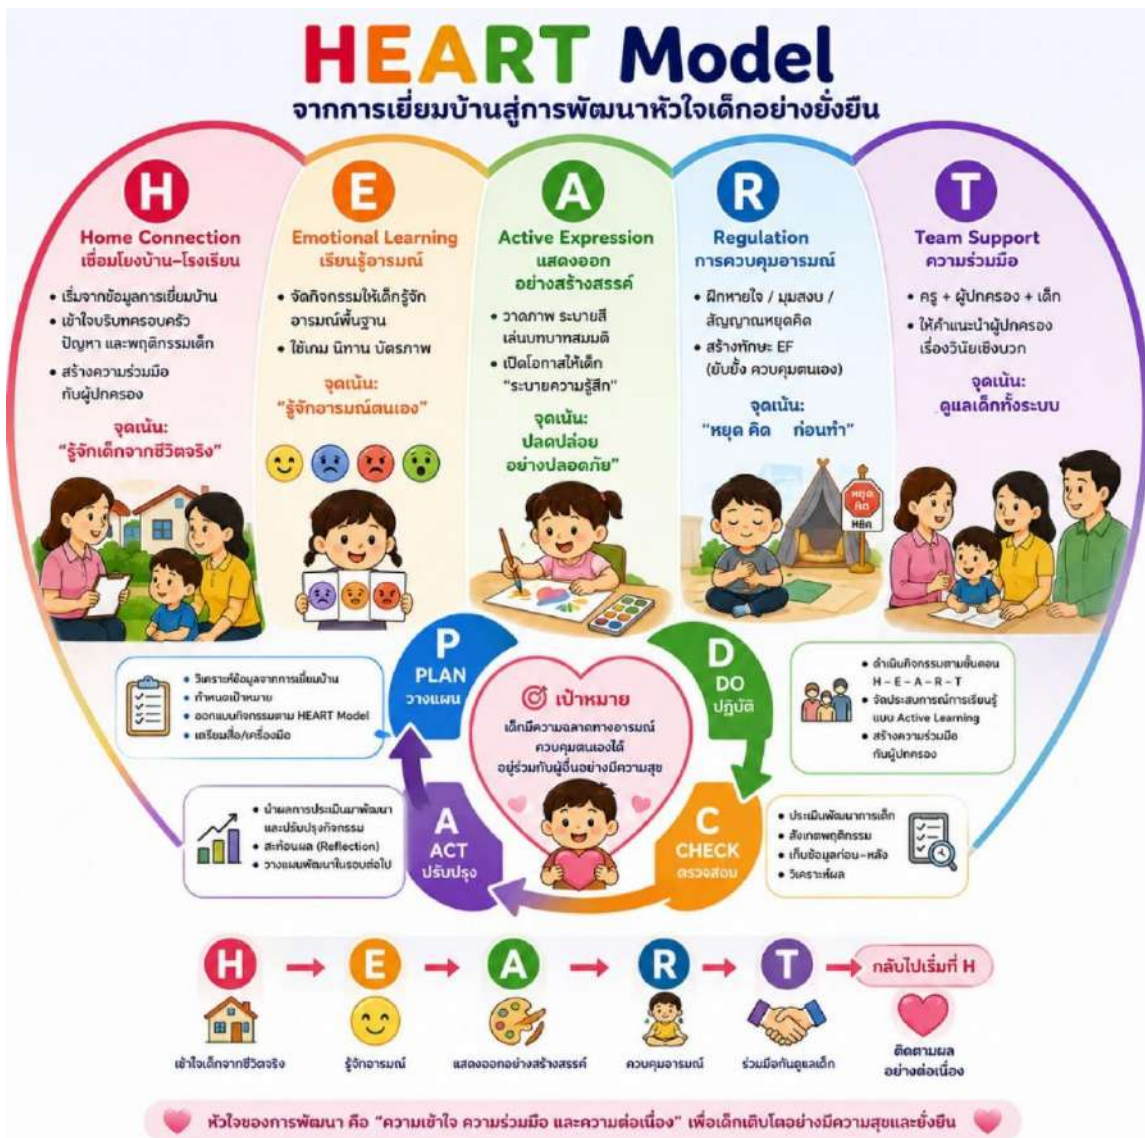 HEART Model
จากการเยี่ยมบ้านสู่การพัฒนาหัวใจเด็กอย่างยั่งยืน
H
Home Connection
เชื่อมโยงบ้าน-โรงเรียน
• เริ่มจากข้อมูลการเยี่ยมบ้าน
• เข้าใจบริบทครอบครัว
ปัญหา และพฤติกรรมเด็ก
• สร้างความร่วมมือ
กับผู้ปกครอง
จุดเน้น:
"รู้จักเด็กจากชีวิตจริง"
E
Emotional Learning
เรียนรู้อารมณ์
• จัดกิจกรรมให้เด็กรู้จัก
อารมณ์พื้นฐาน
• ใช้เกม นิทาน บัตรภาพ
จุดเน้น:
"รู้จักอารมณ์ตนเอง"
A
Active Expression
แสดงออก
อย่างสร้างสรรค์
• วาดภาพ ระบายสี
เล่นบทบาทสมมติ
• เปิดโอกาสให้เด็ก
"ระบายความรู้สึก"
จุดเน้น:
ปลดปล่อย
อย่างปลอดภัย"
R
Regulation
การควบคุมอารมณ์
• ฝึกหายใจ / มุมสงบ /
สัญญาณหยุดคิด
• สร้างทักษะ EF
(ยับยั้ง ควบคุมตนเอง)
จุดเน้น:
"หยุด คิด ก่อนทำ"
หยุด
คิด
T
Team Support
ความร่วมมือ
• ครู + ผู้ปกครอง + เด็ก
• ให้คำแนะนำผู้ปกครอง
เรื่องวินัยเชิงบวก
จุดเน้น:
ดูแลเด็กทั้งระบบ
P
PLAN
วางแผน
• วิเคราะห์ข้อมูลจากการเยี่ยมบ้าน
• กำหนดเป้าหมาย
• ออกแบบกิจกรรมตาม HEART Model
• เตรียมสื่อ/เครื่องมือ
เป้าหมาย
เด็กมีความฉลาดทางอารมณ์
ควบคุมตนเองได้
อยู่ร่วมกับผู้อื่นอย่างมีความสุข
D
DO
ปฏิบัติ
• ดำเนินกิจกรรมตามขั้นตอน
H – E – A – R – T
• จัดประสบการณ์การเรียนรู้
แบบ Active Learning
• สร้างความร่วมมือ
กับผู้ปกครอง
• นำผลการประเมินมาพัฒนา
และปรับปรุงกิจกรรม
• สะท้อนผล (Reflection)
• วางแผนพัฒนาในรอบต่อไป
A
ACT
ปรับปรุง
C
CHECK
ตรวจสอบ
• ประเมินพัฒนาการเด็ก
• สังเกตพฤติกรรม
• เก็บข้อมูลก่อน-หลัง
• วิเคราะห์ผล
H E A R T กลับไปเริ่มที่ H
เข้าใจเด็กจากชีวิตจริง
รู้จักอารมณ์
แสดงออกอย่างสร้างสรรค์
ควบคุมอารมณ์
ร่วมมือกันดูแลเด็ก
ติดตามผล
อย่างต่อเนื่อง
หัวใจของการพัฒนา คือ "ความเข้าใจ ความร่วมมือ และความต่อเนื่อง" เพื่อเด็กเติบโตอย่างมีความสุขและยั่งยืน